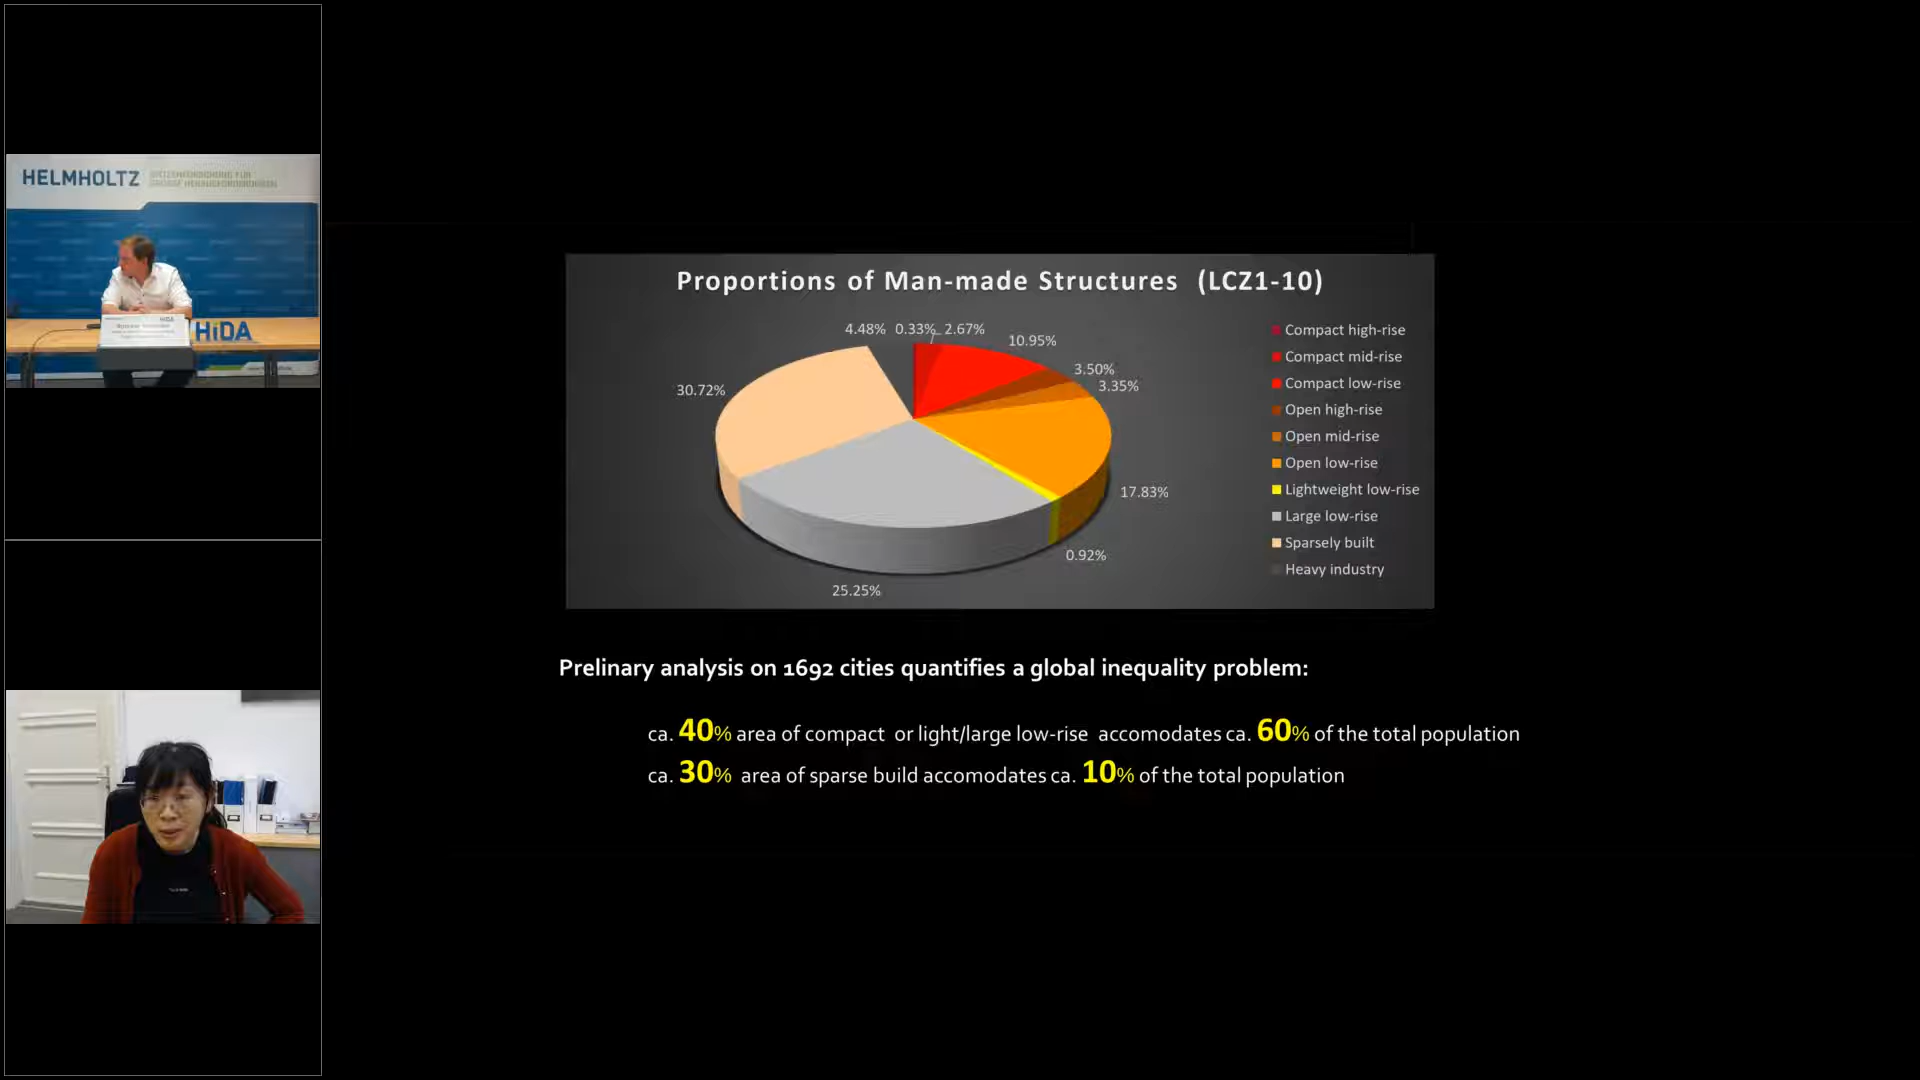 HELMHOLTZ
HiDA
Proportions of Man-made Structures (LCZ1-10)
4.48% 0.33% 2.67%
10.95%
3.50%
3.35%
30.72%
17.83%
0.92%
25.25%
Compact high-rise
Compact mid-rise
Compact low-rise
Open high-rise
Open mid-rise
Open low-rise
Lightweight low-rise
Large low-rise
Sparsely built
Heavy industry
Prelinary analysis on 1692 cities quantifies a global inequality problem:
ca. 40% area of compact or light/large low-rise accomodates ca. 60% of the total population
ca. 30% area of sparse build accomodates ca. 10% of the total population